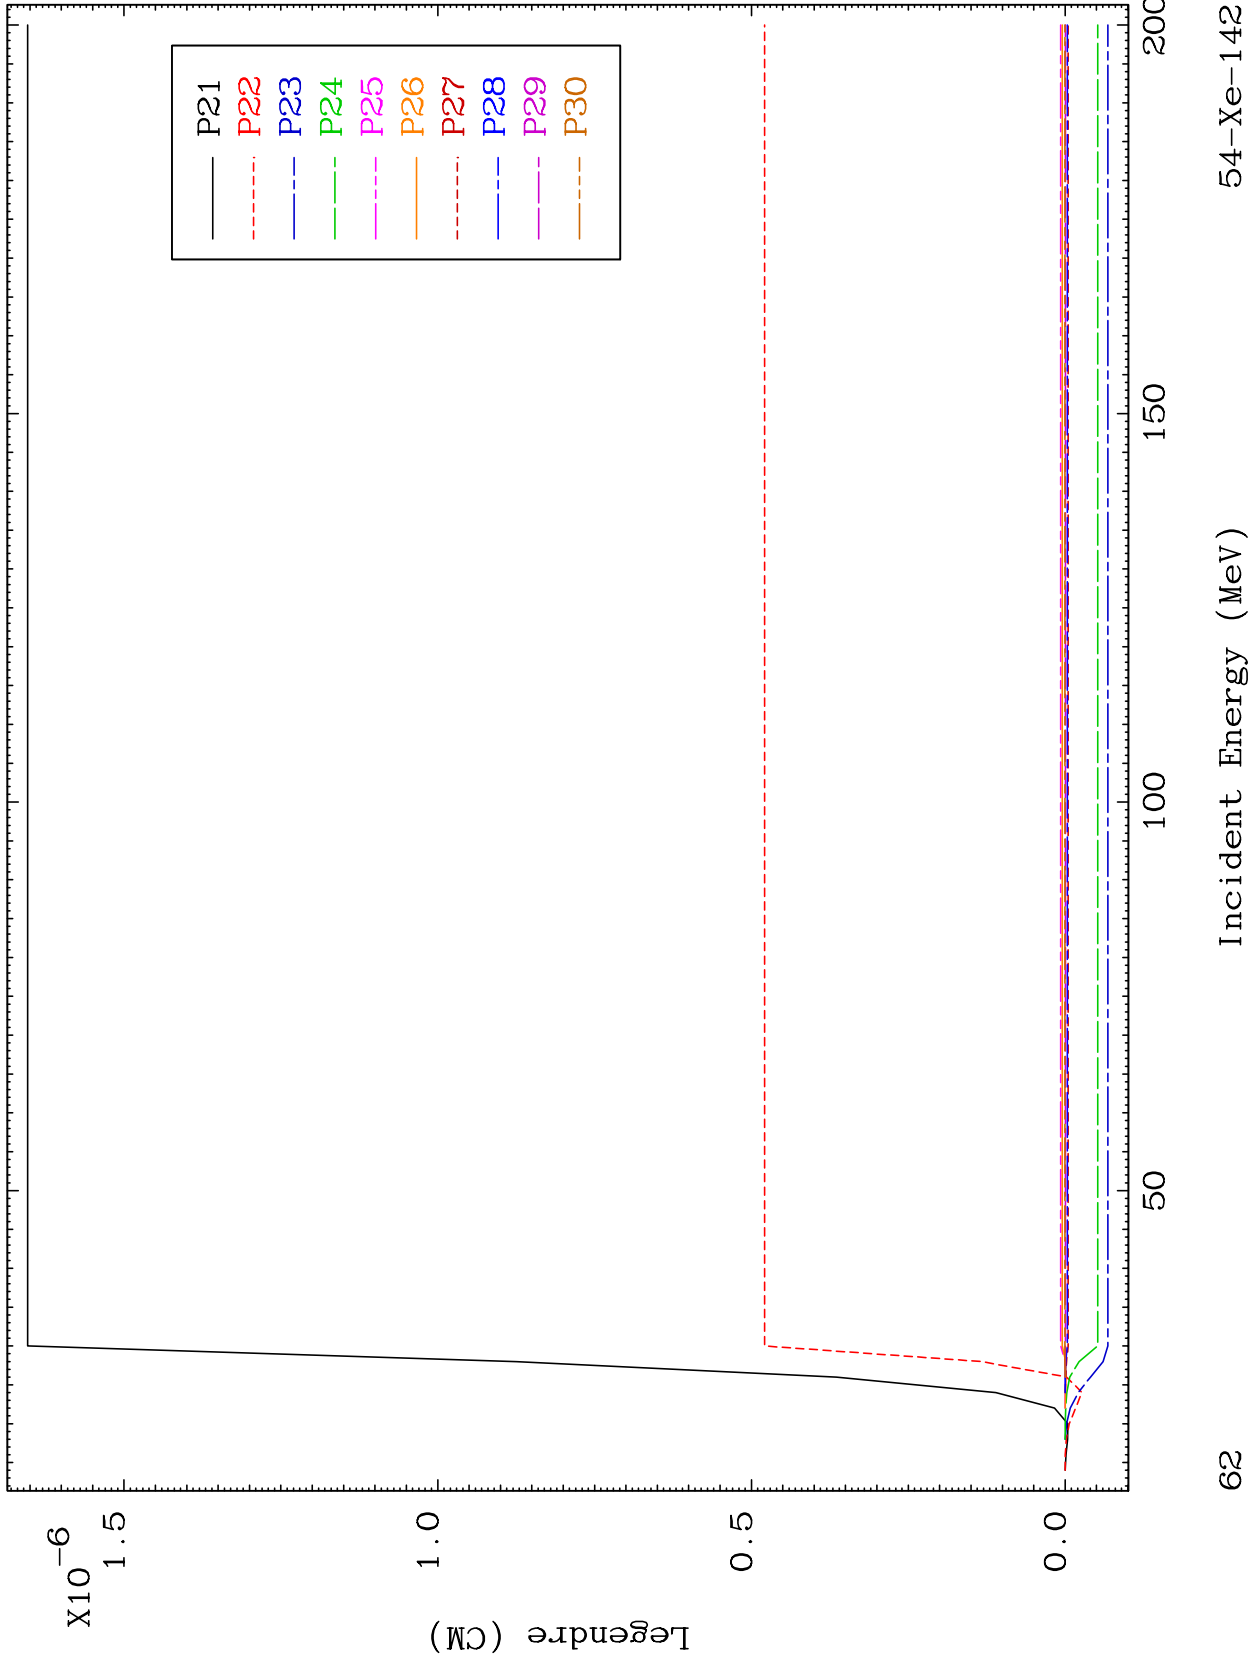 X10-6
1.5
1.0
0.5
0.0
Legendre (CM)
P21
P22
P23
P24
P25
P26
P27
P28
P29
P30
50
100
150
200
Incident Energy (MeV)
62
54-Xe-142